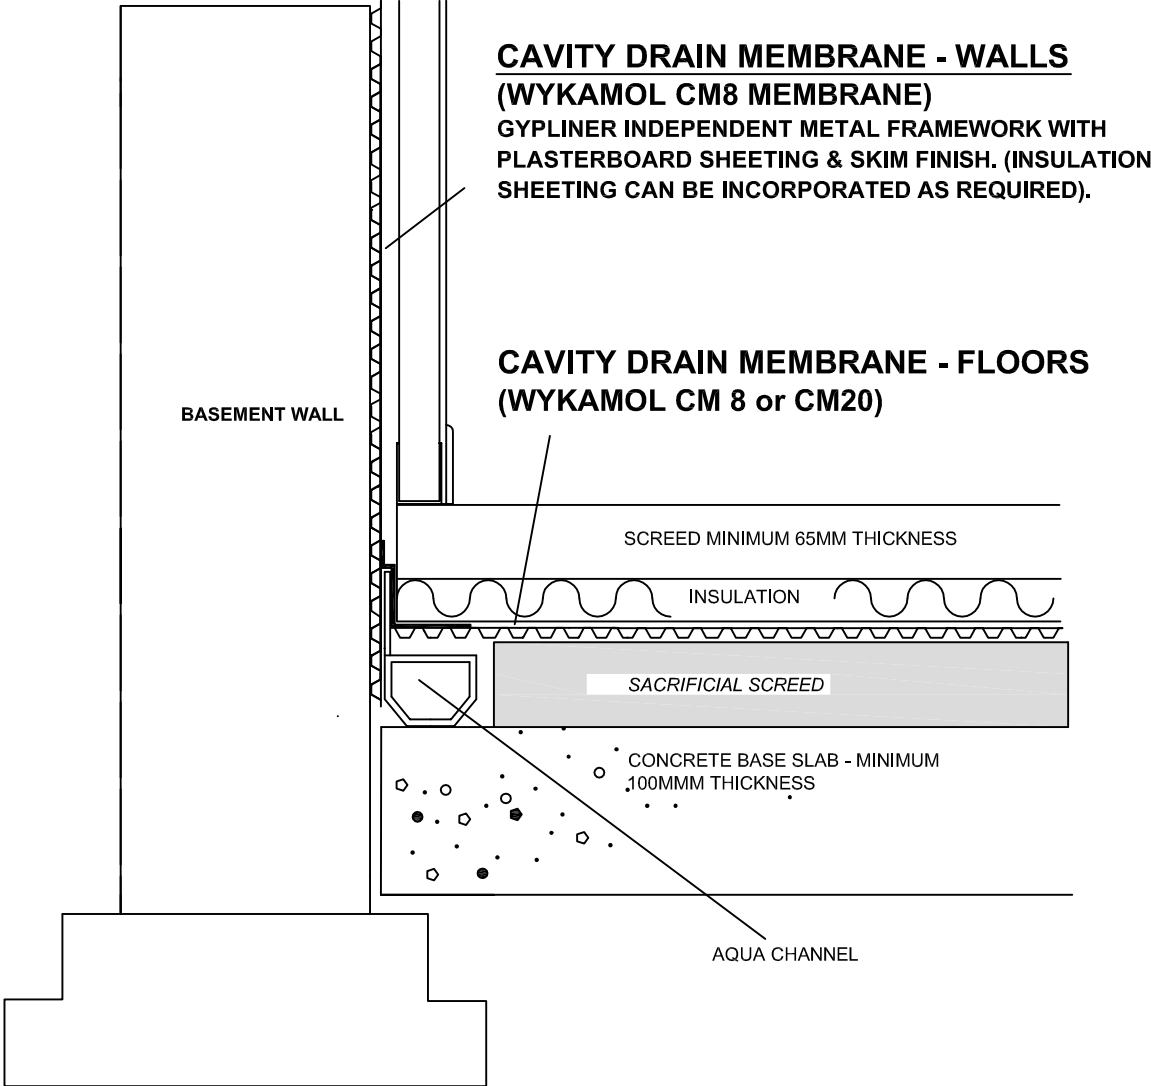 CAVITY DRAIN MEMBRANE - WALLS
(WYKAMOL CM8 MEMBRANE)
GYPLINER INDEPENDENT METAL FRAMEWORK WITH
PLASTERBOARD SHEETING & SKIM FINISH. (INSULATION
SHEETING CAN BE INCORPORATED AS REQUIRED).
CAVITY DRAIN MEMBRANE - FLOORS
(WYKAMOL CM 8 or CM20)
BASEMENT WALL
SCREED MINIMUM 65MM THICKNESS
INSULATION
SACRIFICIAL SCREED
CONCRETE BASE SLAB - MINIMUM
100MMM THICKNESS
AQUA CHANNEL